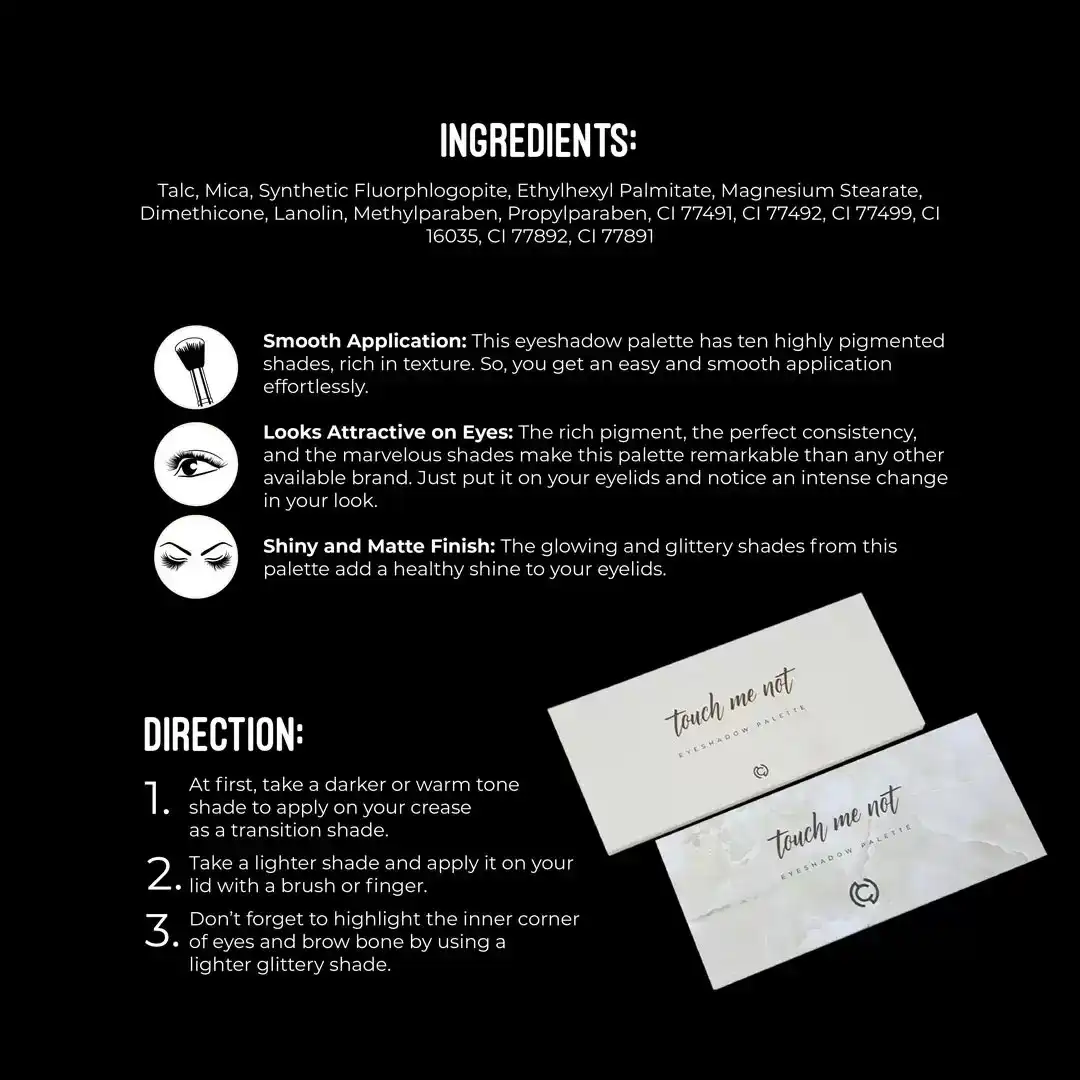 INGREDIENTS:
Talc, Mica, Synthetic Fluorphlogopite, Ethylhexyl Palmitate, Magnesium Stearate,
Dimethicone, Lanolin, Methylparaben, Propylparaben, CI 77491, CI 77492, CI 77499, CI
16035, CI 77892, CI 77891
Smooth Application: This eyeshadow palette has ten highly pigmented
shades, rich in texture. So, you get an easy and smooth application
effortlessly.
Looks Attractive on Eyes: The rich pigment, the perfect consistency,
and the marvelous shades make this palette remarkable than any other
available brand. Just put it on your eyelids and notice an intense change
in your look.
Shiny and Matte Finish: The glowing and glittery shades from this
palette add a healthy shine to your eyelids.
DIRECTION:
1. At first, take a darker or warm tone
shade to apply on your crease
as a transition shade.
2. Take a lighter shade and apply it on your
lid with a brush or finger.
3. Don't forget to highlight the inner corner
of eyes and brow bone by using a
lighter glittery shade.
touch me not
EYESHADOW PALETTE
touch me not
EYESHADOW PALETTE